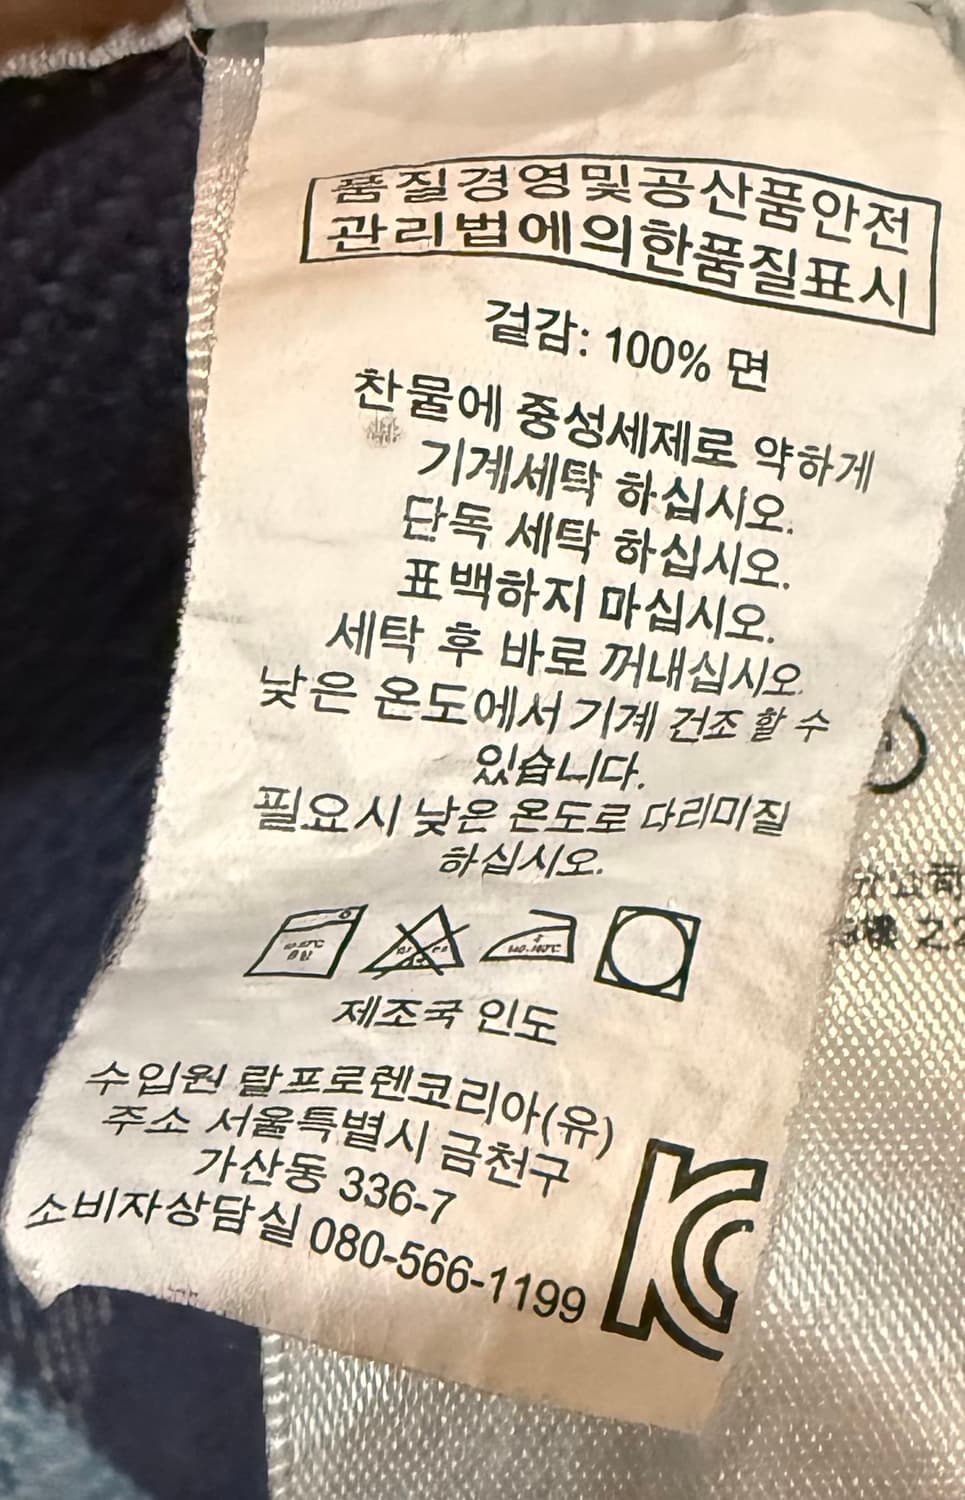 품질경영및공산품안전
관리법에의한품질표시
겉감: 100% 면
찬물에 중성세제로 약하게
기계세탁 하십시오.
단독 세탁 하십시오.
표백하지 마십시오.
세탁 후 바로 꺼내십시오.
낮은 온도에서 기계 건조 할 수
있습니다.
필요시 낮은 온도로 다리미질
하십시오.
제조국 인도
수입원 랄프로렌코리아(유)
주소 서울특별시 금천구
가산동 336-7
소비자상담실 080-566-1199
KC